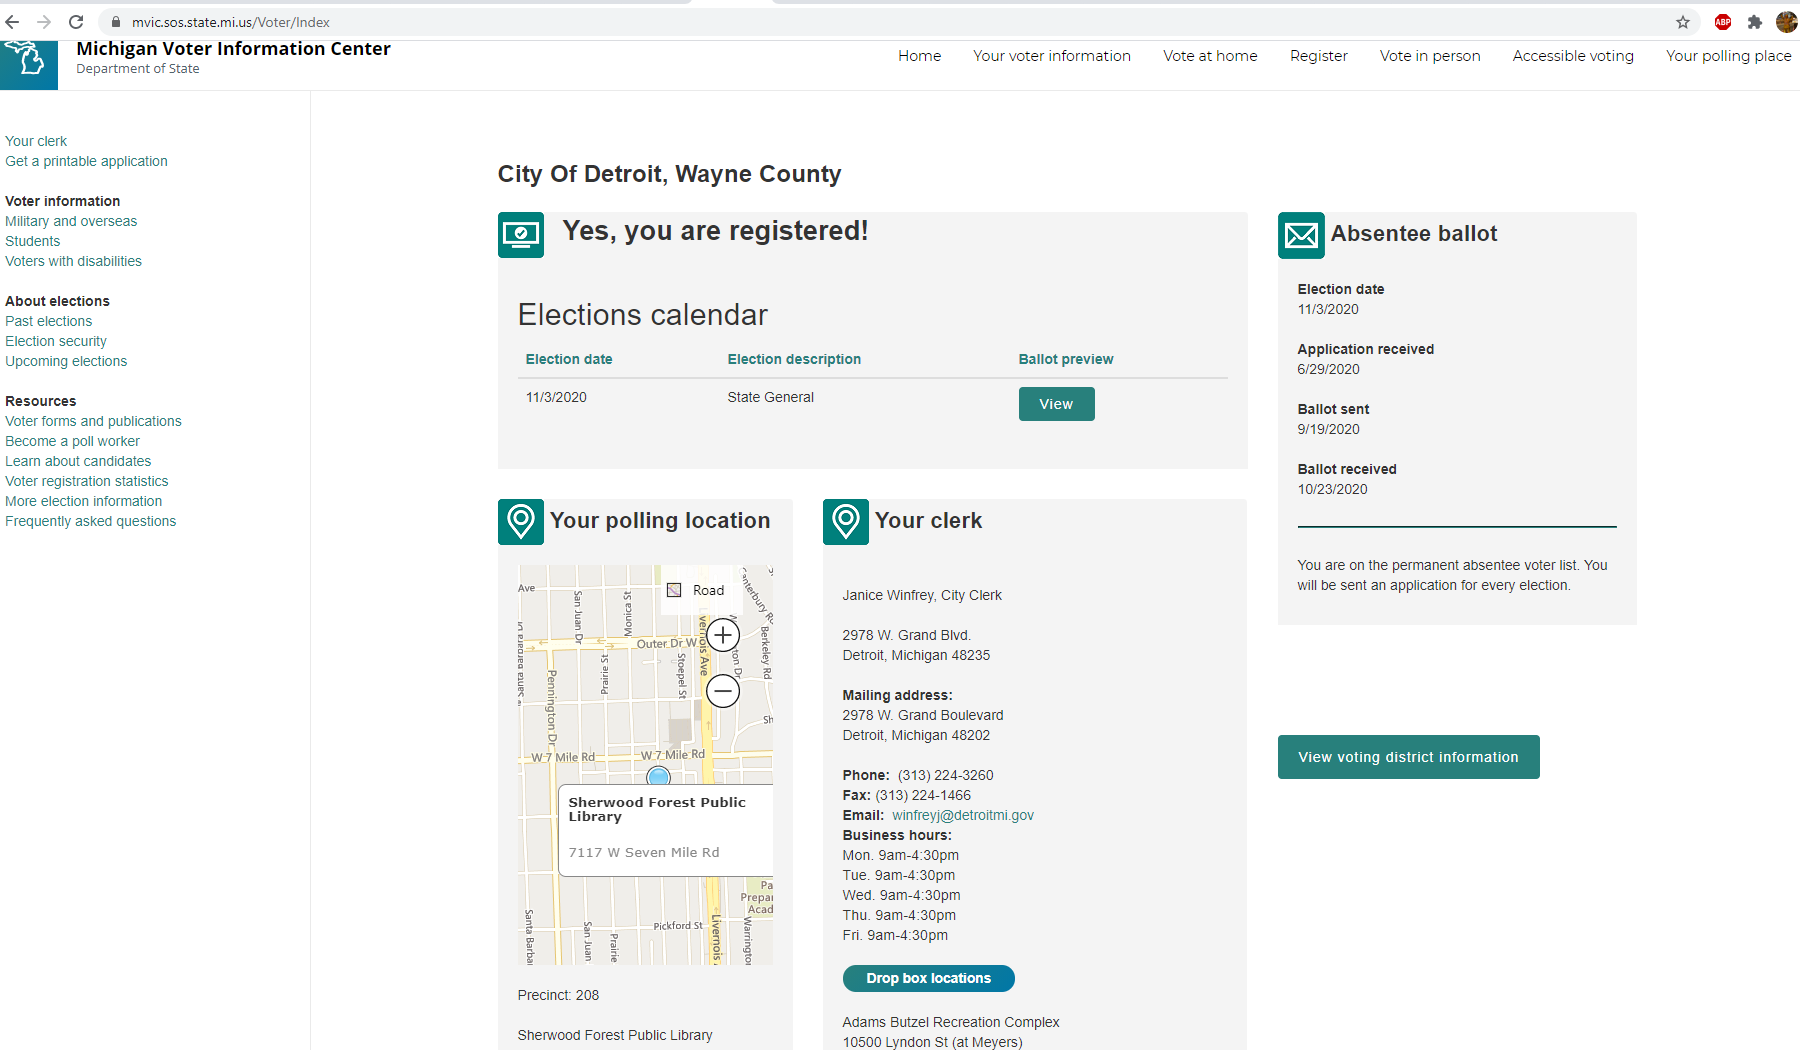 mvic.sos.state.mi.us/Voter/Index
ABP
Michigan Voter Information Center
Department of State
Home
Your voter information
Vote at home
Register
Vote in person
Accessible voting
Your polling place
Your clerk
Get a printable application
Voter information
Military and overseas
Students
Voters with disabilities
About elections
Past elections
Election security
Upcoming elections
Resources
Voter forms and publications
Become a poll worker
Learn about candidates
Voter registration statistics
More election information
Frequently asked questions
City Of Detroit, Wayne County
Yes, you are registered!
Elections calendar
Election date Election description Ballot preview
11/3/2020 State General View
Absentee ballot
Election date
11/3/2020
Application received
6/29/2020
Ballot sent
9/19/2020
Ballot received
10/23/2020
You are on the permanent absentee voter list. You
will be sent an application for every election.
View voting district information
Your polling location
Road
Ave
San Juan Dr
Monica St
Canterbury Rd
Livernois Ave
Outer Dr W
Berkeley Rd
Prairie St
Stoepel St
Pennington Dr
Sh
W 7 Mile Rd
W 7 Mile Rd
Sherwood Forest Public
Library
7117 W Seven Mile Rd
Pa
Prepar
Acad
Pickford St
Santa Barbar
San Juan
Prairie
Livernois
Warrington
Precinct: 208
Sherwood Forest Public Library
Your clerk
Janice Winfrey, City Clerk
2978 W. Grand Blvd.
Detroit, Michigan 48235
Mailing address:
2978 W. Grand Boulevard
Detroit, Michigan 48202
Phone: (313) 224-3260
Fax: (313) 224-1466
Email: winfreyj@detroitmi.gov
Business hours:
Mon. 9am-4:30pm
Tue. 9am-4:30pm
Wed. 9am-4:30pm
Thu. 9am-4:30pm
Fri. 9am-4:30pm
Drop box locations
Adams Butzel Recreation Complex
10500 Lyndon St (at Meyers)